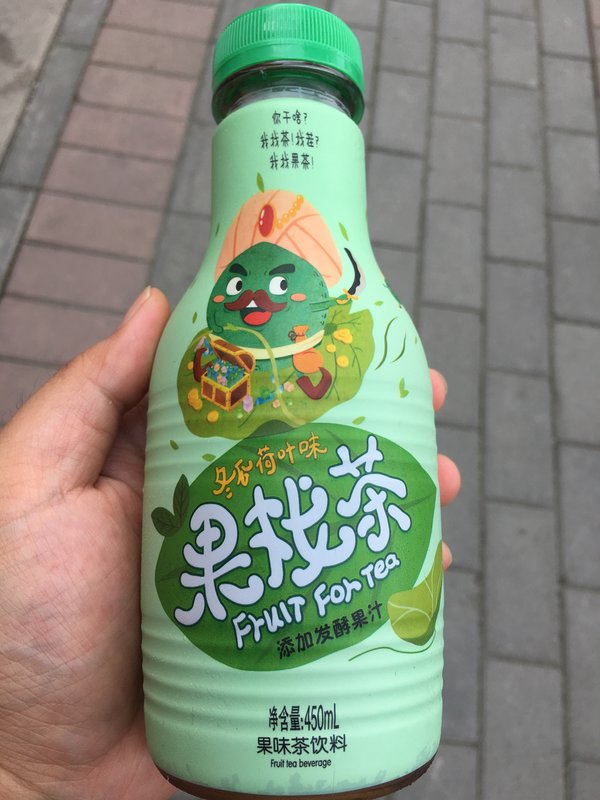 你干啥?
我找茶!找茬?
我找果茶!
冬瓜荷叶味
果找茶
FRUIT FOR TEA
添加发酵果汁
净含量:450mL
果味茶饮料
Fruit tea beverage